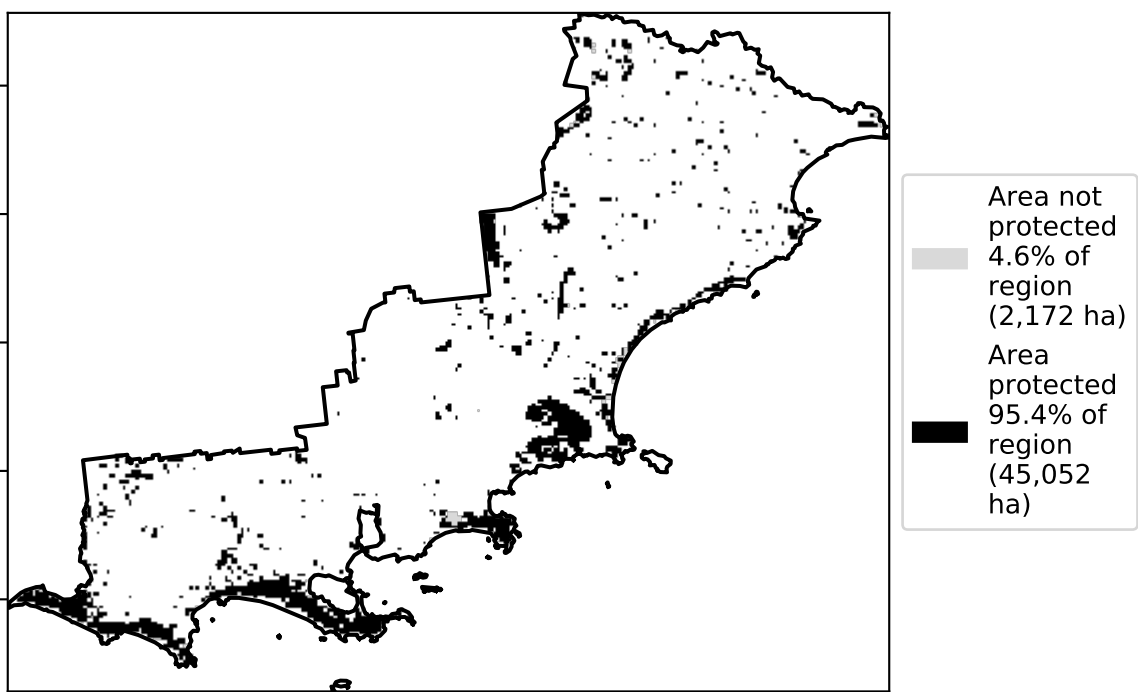 Area not
protected
4.6% of
region
(2,172 ha)
Area
protected
95.4% of
region
(45,052
ha)